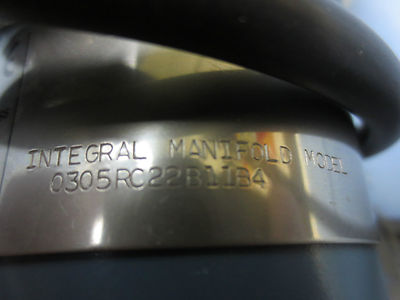 INTEGRAL MANIFOLD MODEL
0305RC22B11B4